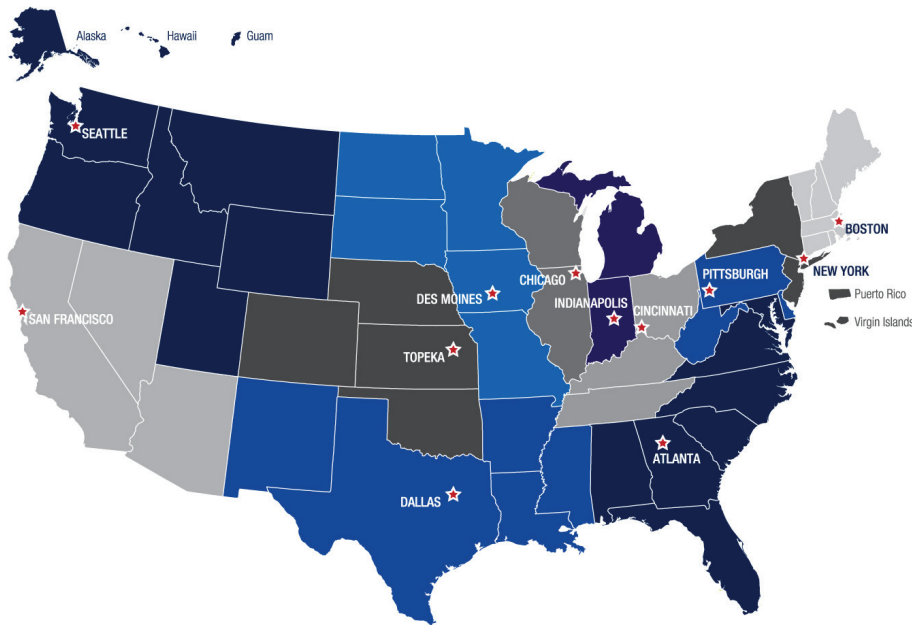 Alaska
Hawaii
Guam
SEATTLE
BOSTON
NEW YORK
PITTSBURGH
CHICAGO
Puerto Rico
DES MOINES
INDIANAPOLIS
CINCINNATI
SAN FRANCISCO
Virgin Islands
TOPEKA
ATLANTA
DALLAS